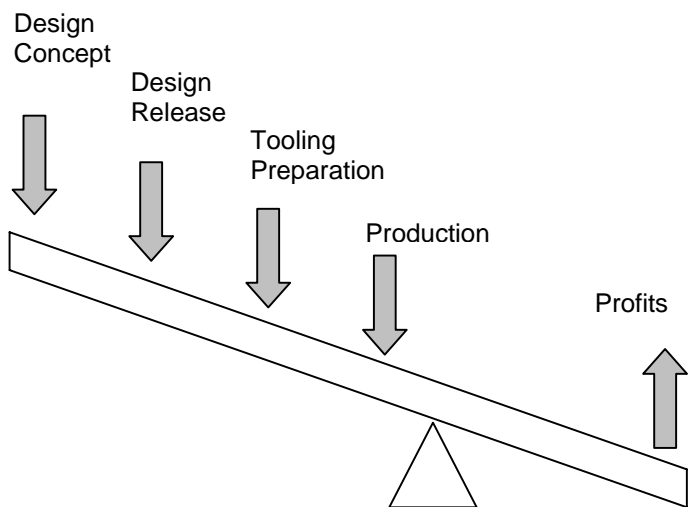 Design
Concept
Design
Release
Tooling
Preparation
Production
Profits